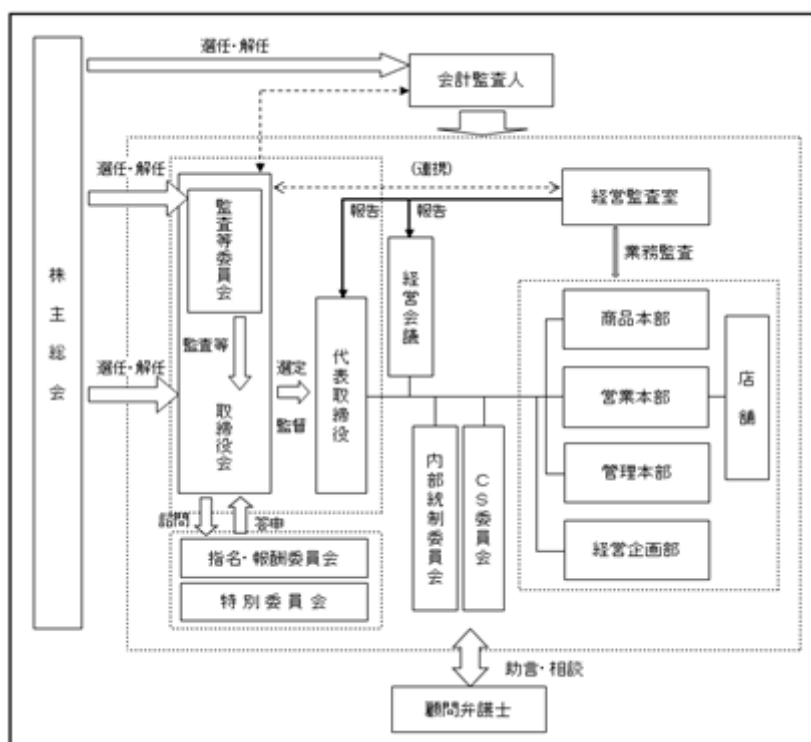 選任・解任
会計監査人
株主総会
選任・解任
(連携)
経営監査室
監査等委員会
報告
報告
業務監査
経営会議
商品本部
代表取締役
店舗
監査等
選任・解任
選定
監督
取締役会
営業本部
内部統制委員会
CS委員会
管理本部
諮問
答申
指名・報酬委員会
経営企画部
特別委員会
助言・相談
顧問弁護士